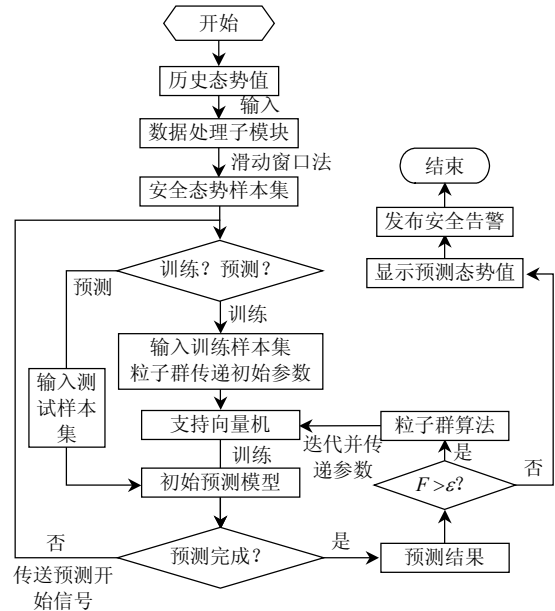 开始
历史态势值
输入
数据处理子模块
滑动窗口法
安全态势样本集
训练？预测？
预测
训练
输入训练样本集
粒子群传递初始参数
输入测
试样本
集
支持向量机
训练
初始预测模型
预测完成？
否
传送预测开
始信号
是
预测结果
F >ε?
是
否
粒子群算法
迭代并传
递参数
显示预测态势值
发布安全告警
结束